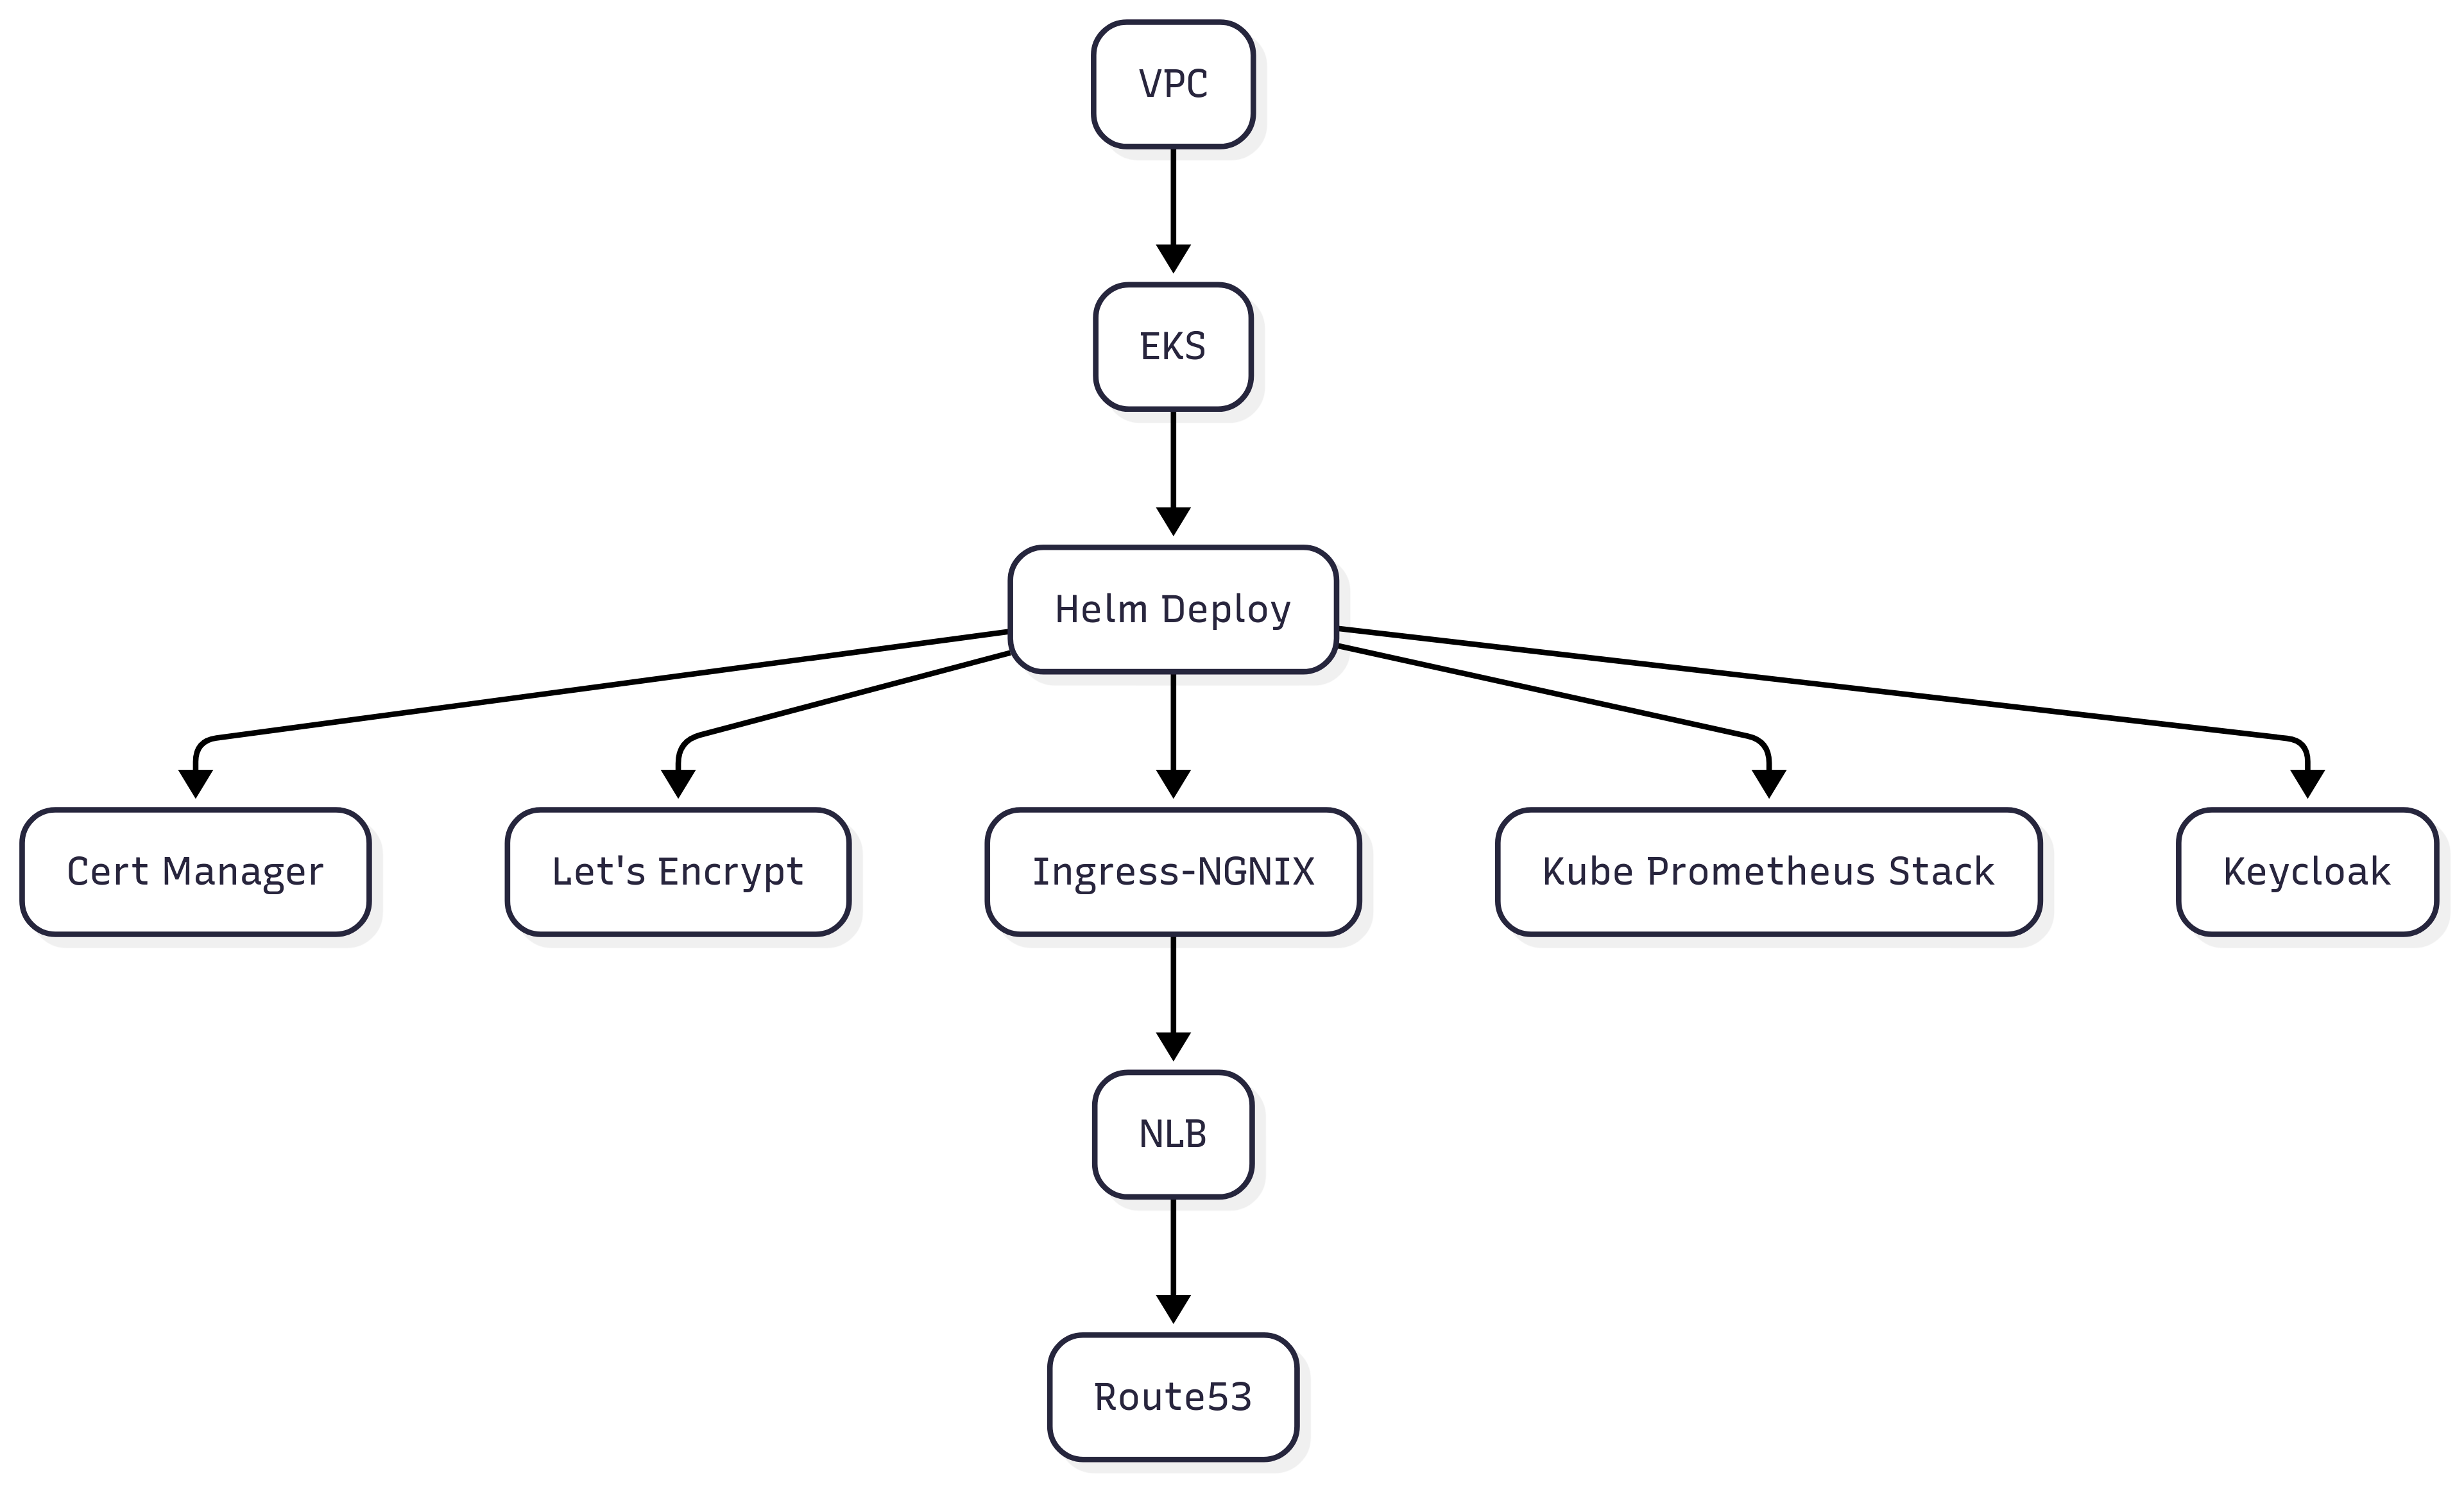 VPC
EKS
Helm Deploy
Cert Manager
Let's Encrypt
Ingress-NGNIX
Kube Prometheus Stack
Keycloak
NLB
Route53